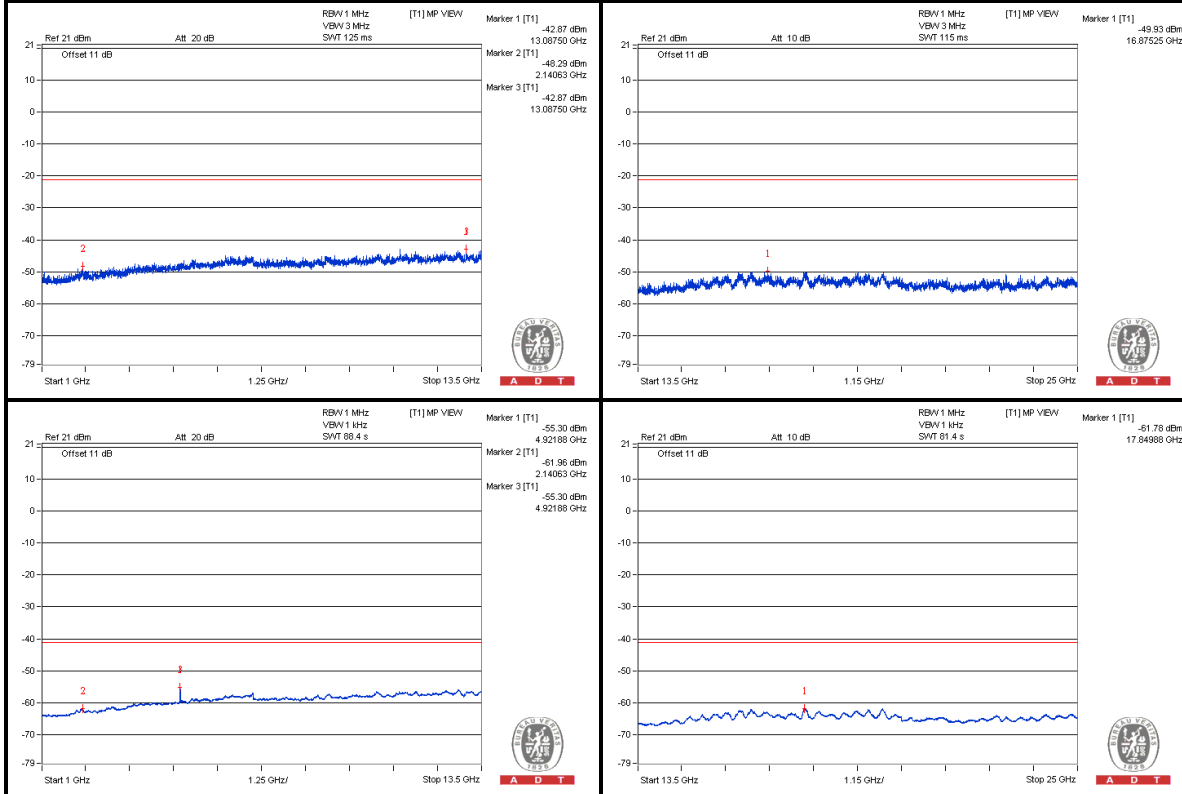 RBW 1 MHz [T1] MP VIEW
VBW 3 MHz
Ref 21 dBm Att 20 dB SWT 125 ms
Marker 1 [T1]
-42.87 dBm
13.08750 GHz
Marker 2 [T1]
-48.29 dBm
2.14063 GHz
Marker 3 [T1]
-42.87 dBm
13.08750 GHz
21
Offset 11 dB
10
0
-10
-20
-30
-40
-50
-60
-70
-79
2
Start 1 GHz 1.25 GHz/ Stop 13.5 GHz
BUREAU VERITAS
1828
A D T
RBW 1 MHz [T1] MP VIEW
VBW 3 MHz
Ref 21 dBm Att 10 dB SWT 115 ms
Marker 1 [T1]
-49.93 dBm
16.87525 GHz
21
Offset 11 dB
10
0
-10
-20
-30
-40
-50
-60
-70
-79
1
Start 13.5 GHz 1.15 GHz/ Stop 25 GHz
BUREAU VERITAS
1828
A D T
RBW 1 MHz [T1] MP VIEW
VBW 1 kHz
Ref 21 dBm Att 20 dB SWT 88.4 s
Marker 1 [T1]
-55.30 dBm
4.92188 GHz
Marker 2 [T1]
-61.96 dBm
2.14063 GHz
Marker 3 [T1]
-55.30 dBm
4.92188 GHz
21
Offset 11 dB
10
0
-10
-20
-30
-40
-50
-60
-70
-79
2
Start 1 GHz 1.25 GHz/ Stop 13.5 GHz
BUREAU VERITAS
1828
A D T
RBW 1 MHz [T1] MP VIEW
VBW 1 kHz
Ref 21 dBm Att 10 dB SWT 81.4 s
Marker 1 [T1]
-61.78 dBm
17.84988 GHz
21
Offset 11 dB
10
0
-10
-20
-30
-40
-50
-60
-70
-79
1
Start 13.5 GHz 1.15 GHz/ Stop 25 GHz
BUREAU VERITAS
1828
A D T